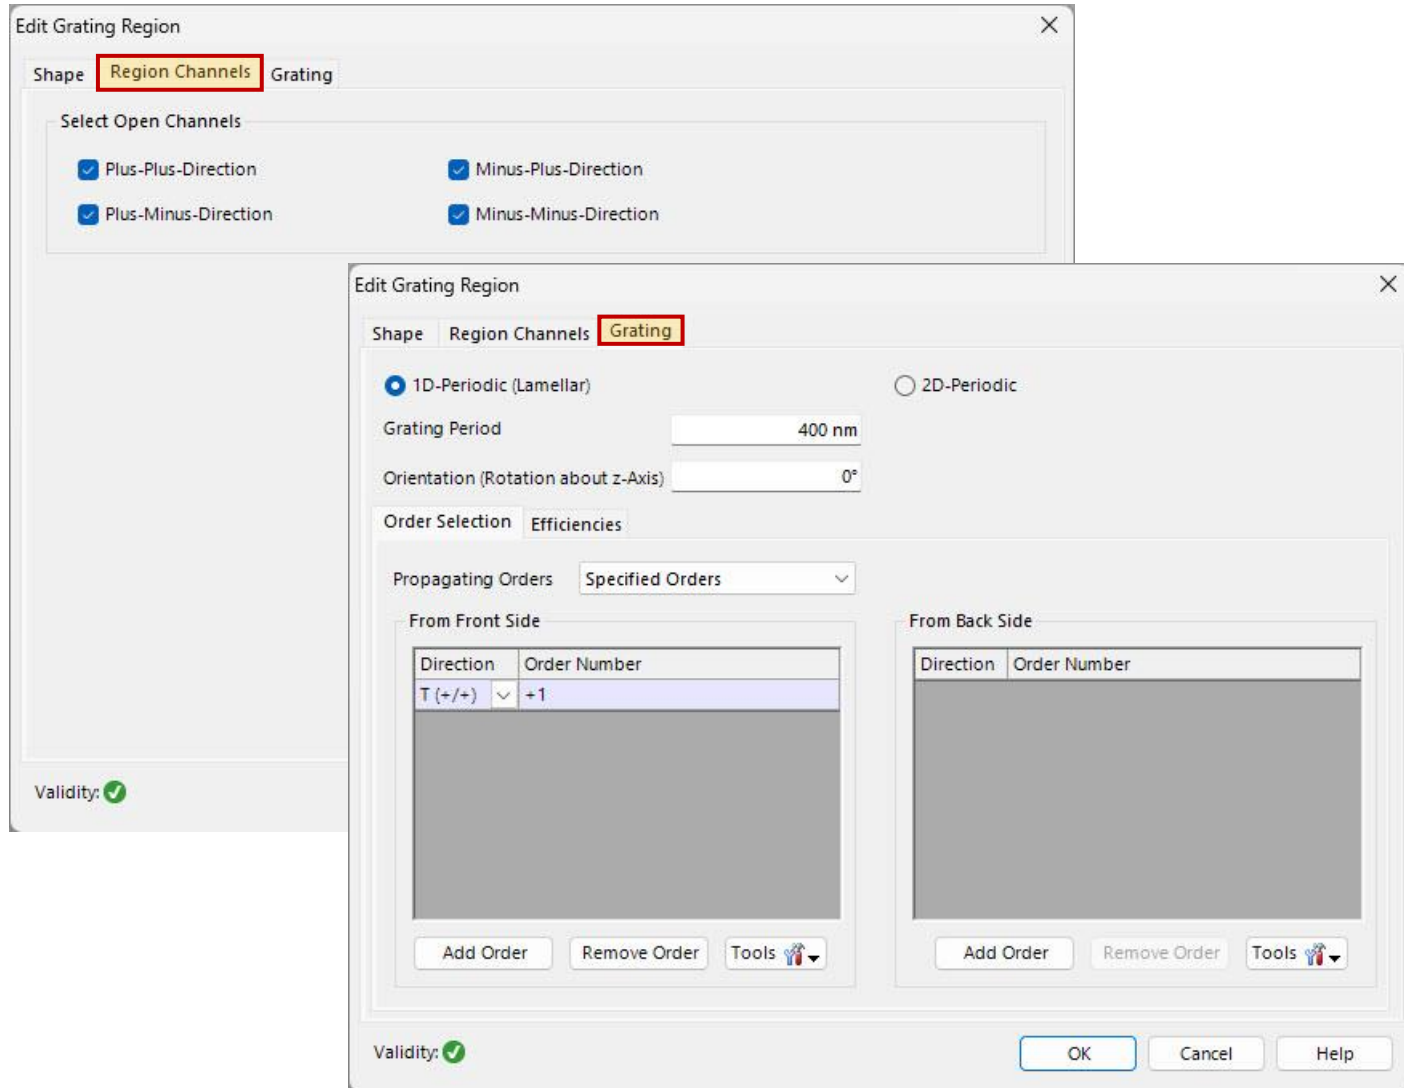 Edit Grating Region
Shape Region Channels Grating
Select Open Channels
Plus-Plus-Direction Minus-Plus-Direction
Plus-Minus-Direction Minus-Minus-Direction
Validity:
Edit Grating Region
Shape Region Channels Grating
1D-Periodic (Lamellar) 2D-Periodic
Grating Period 400 nm
Orientation (Rotation about z-Axis) 0°
Order Selection Efficiencies
Propagating Orders Specified Orders
From Front Side From Back Side
Direction Order Number Direction Order Number
T (+/+) +1
Add Order Remove Order Tools Add Order Remove Order Tools
Validity: OK Cancel Help